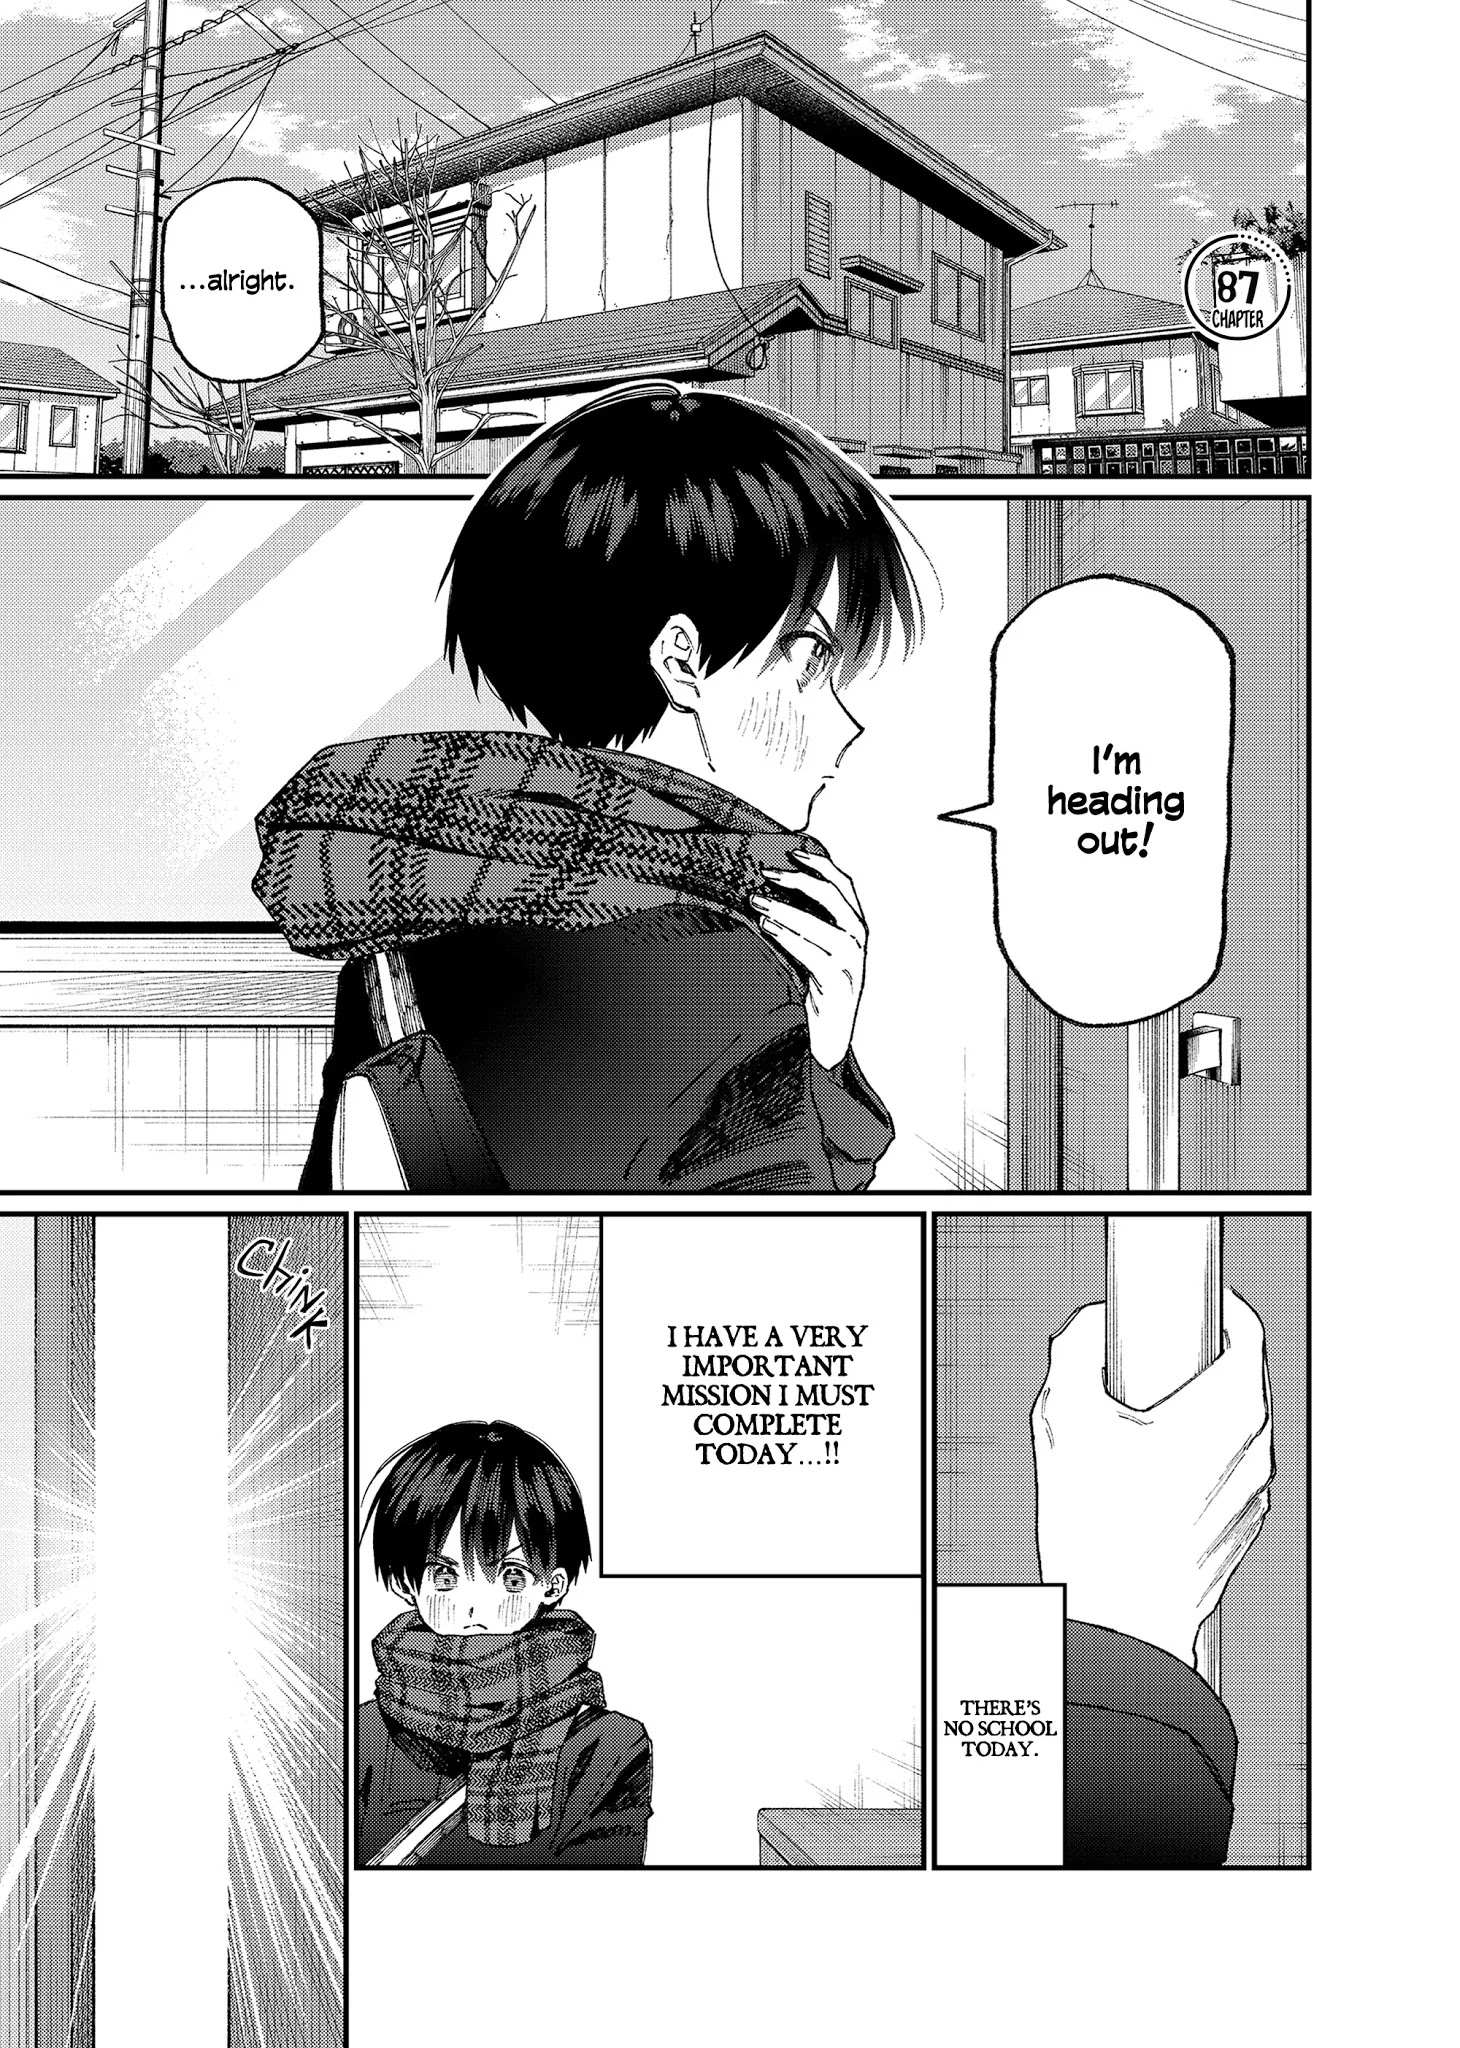 87
CHAPTER
...alright.
I'm
heading
out!
THERE'S
NO SCHOOL
TODAY.
I HAVE A VERY
IMPORTANT
MISSION I MUST
COMPLETE
TODAY...!!
CHINK